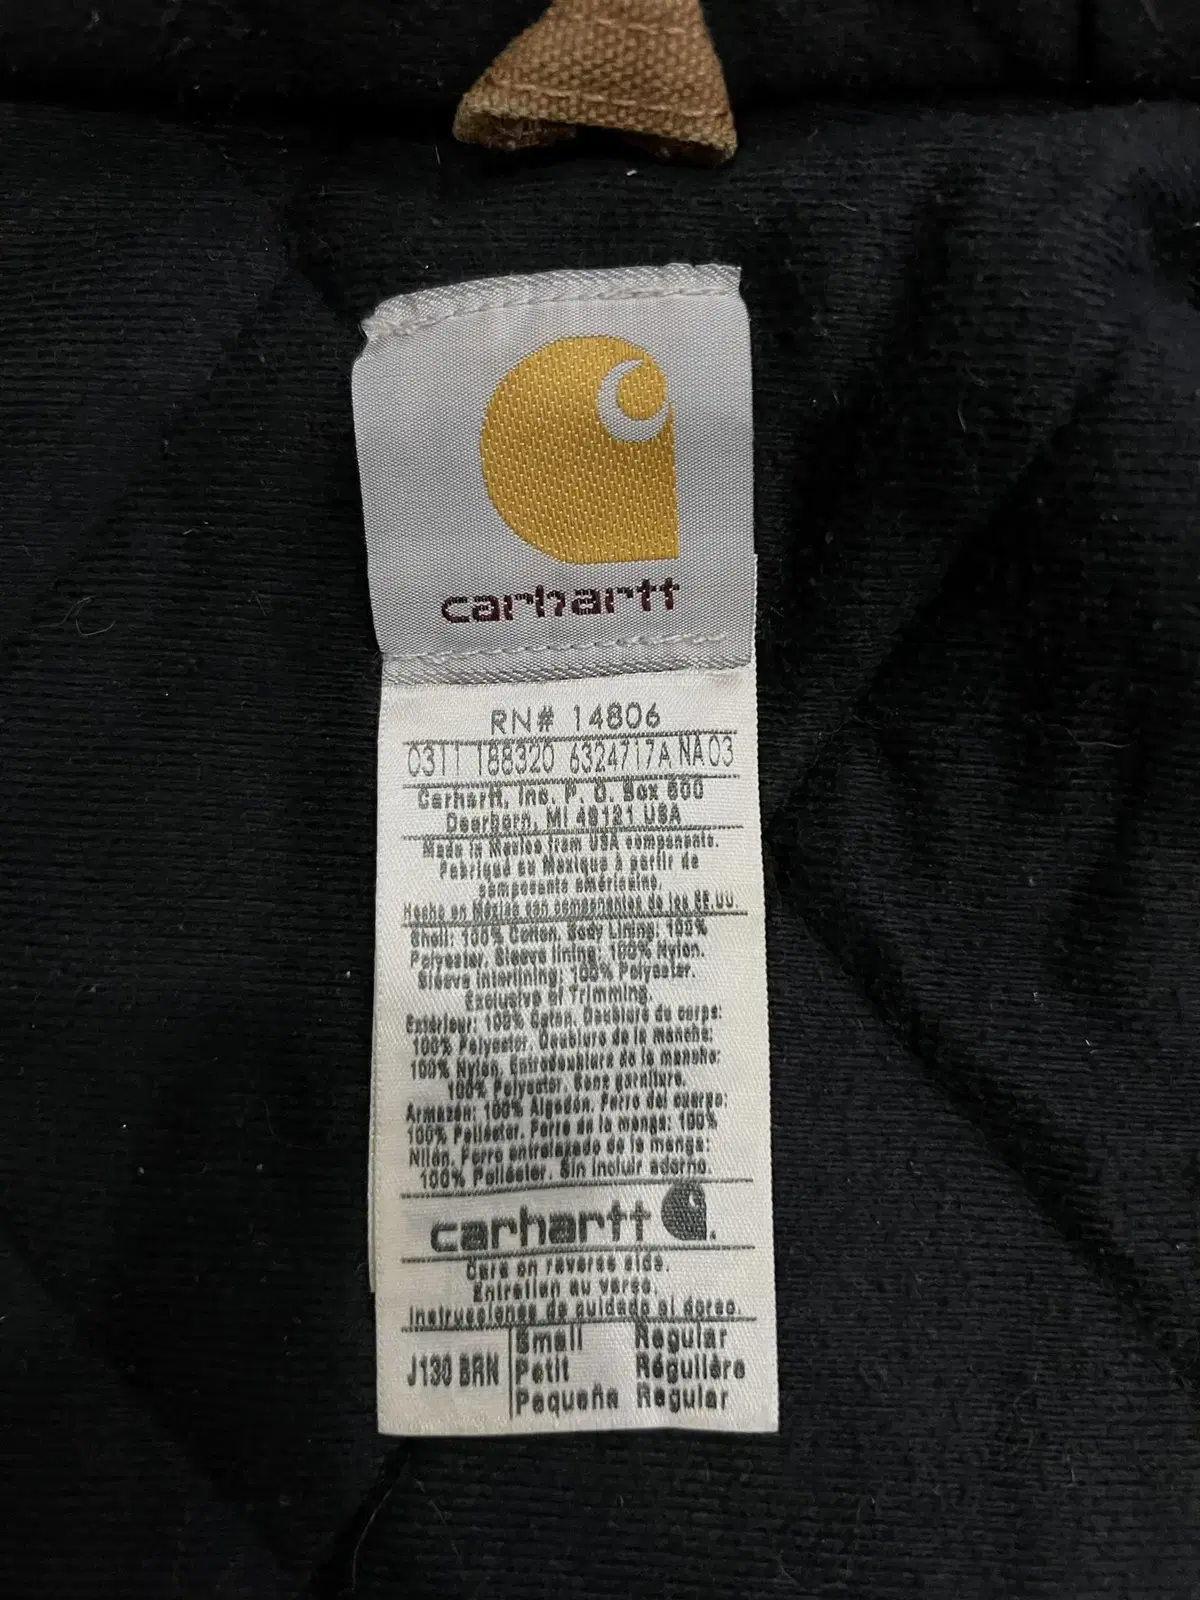 carhartt
RN# 14806
0311 188320 6324717A NA 03
Carhartt, Inc. P. O. Box 600
Dearborn, MI 48121 USA
Made in Mexico from USA components.
Fabriqué au Mexique à partir de
composants américains.
Hecho en México con componentes de los EE.UU.
Shell: 100% Cotton. Body Lining: 100%
Polyester. Sleeve lining: 100% Nylon.
Sleeve interlining: 100% Polyester.
Exclusive of Trimming.
Extérieur: 100% Coton. Doublure du corps:
100% Polyester. Doublure de la manche:
100% Nylon. Entredoublure de la manche:
100% Polyester. Sans garniture.
Armazón: 100% Algodón. Forro del cuerpo:
100% Poliéster. Forro de la manga: 100%
Nilón. Forro entrelazado de la manga:
100% Poliéster. Sin incluir adorno.
carhartt
Care on reverse side.
Entretien au verso.
Instrucciones de cuidado al dorso.
J130 BRN
Small Regular
Petit Régulière
Pequeña Regular